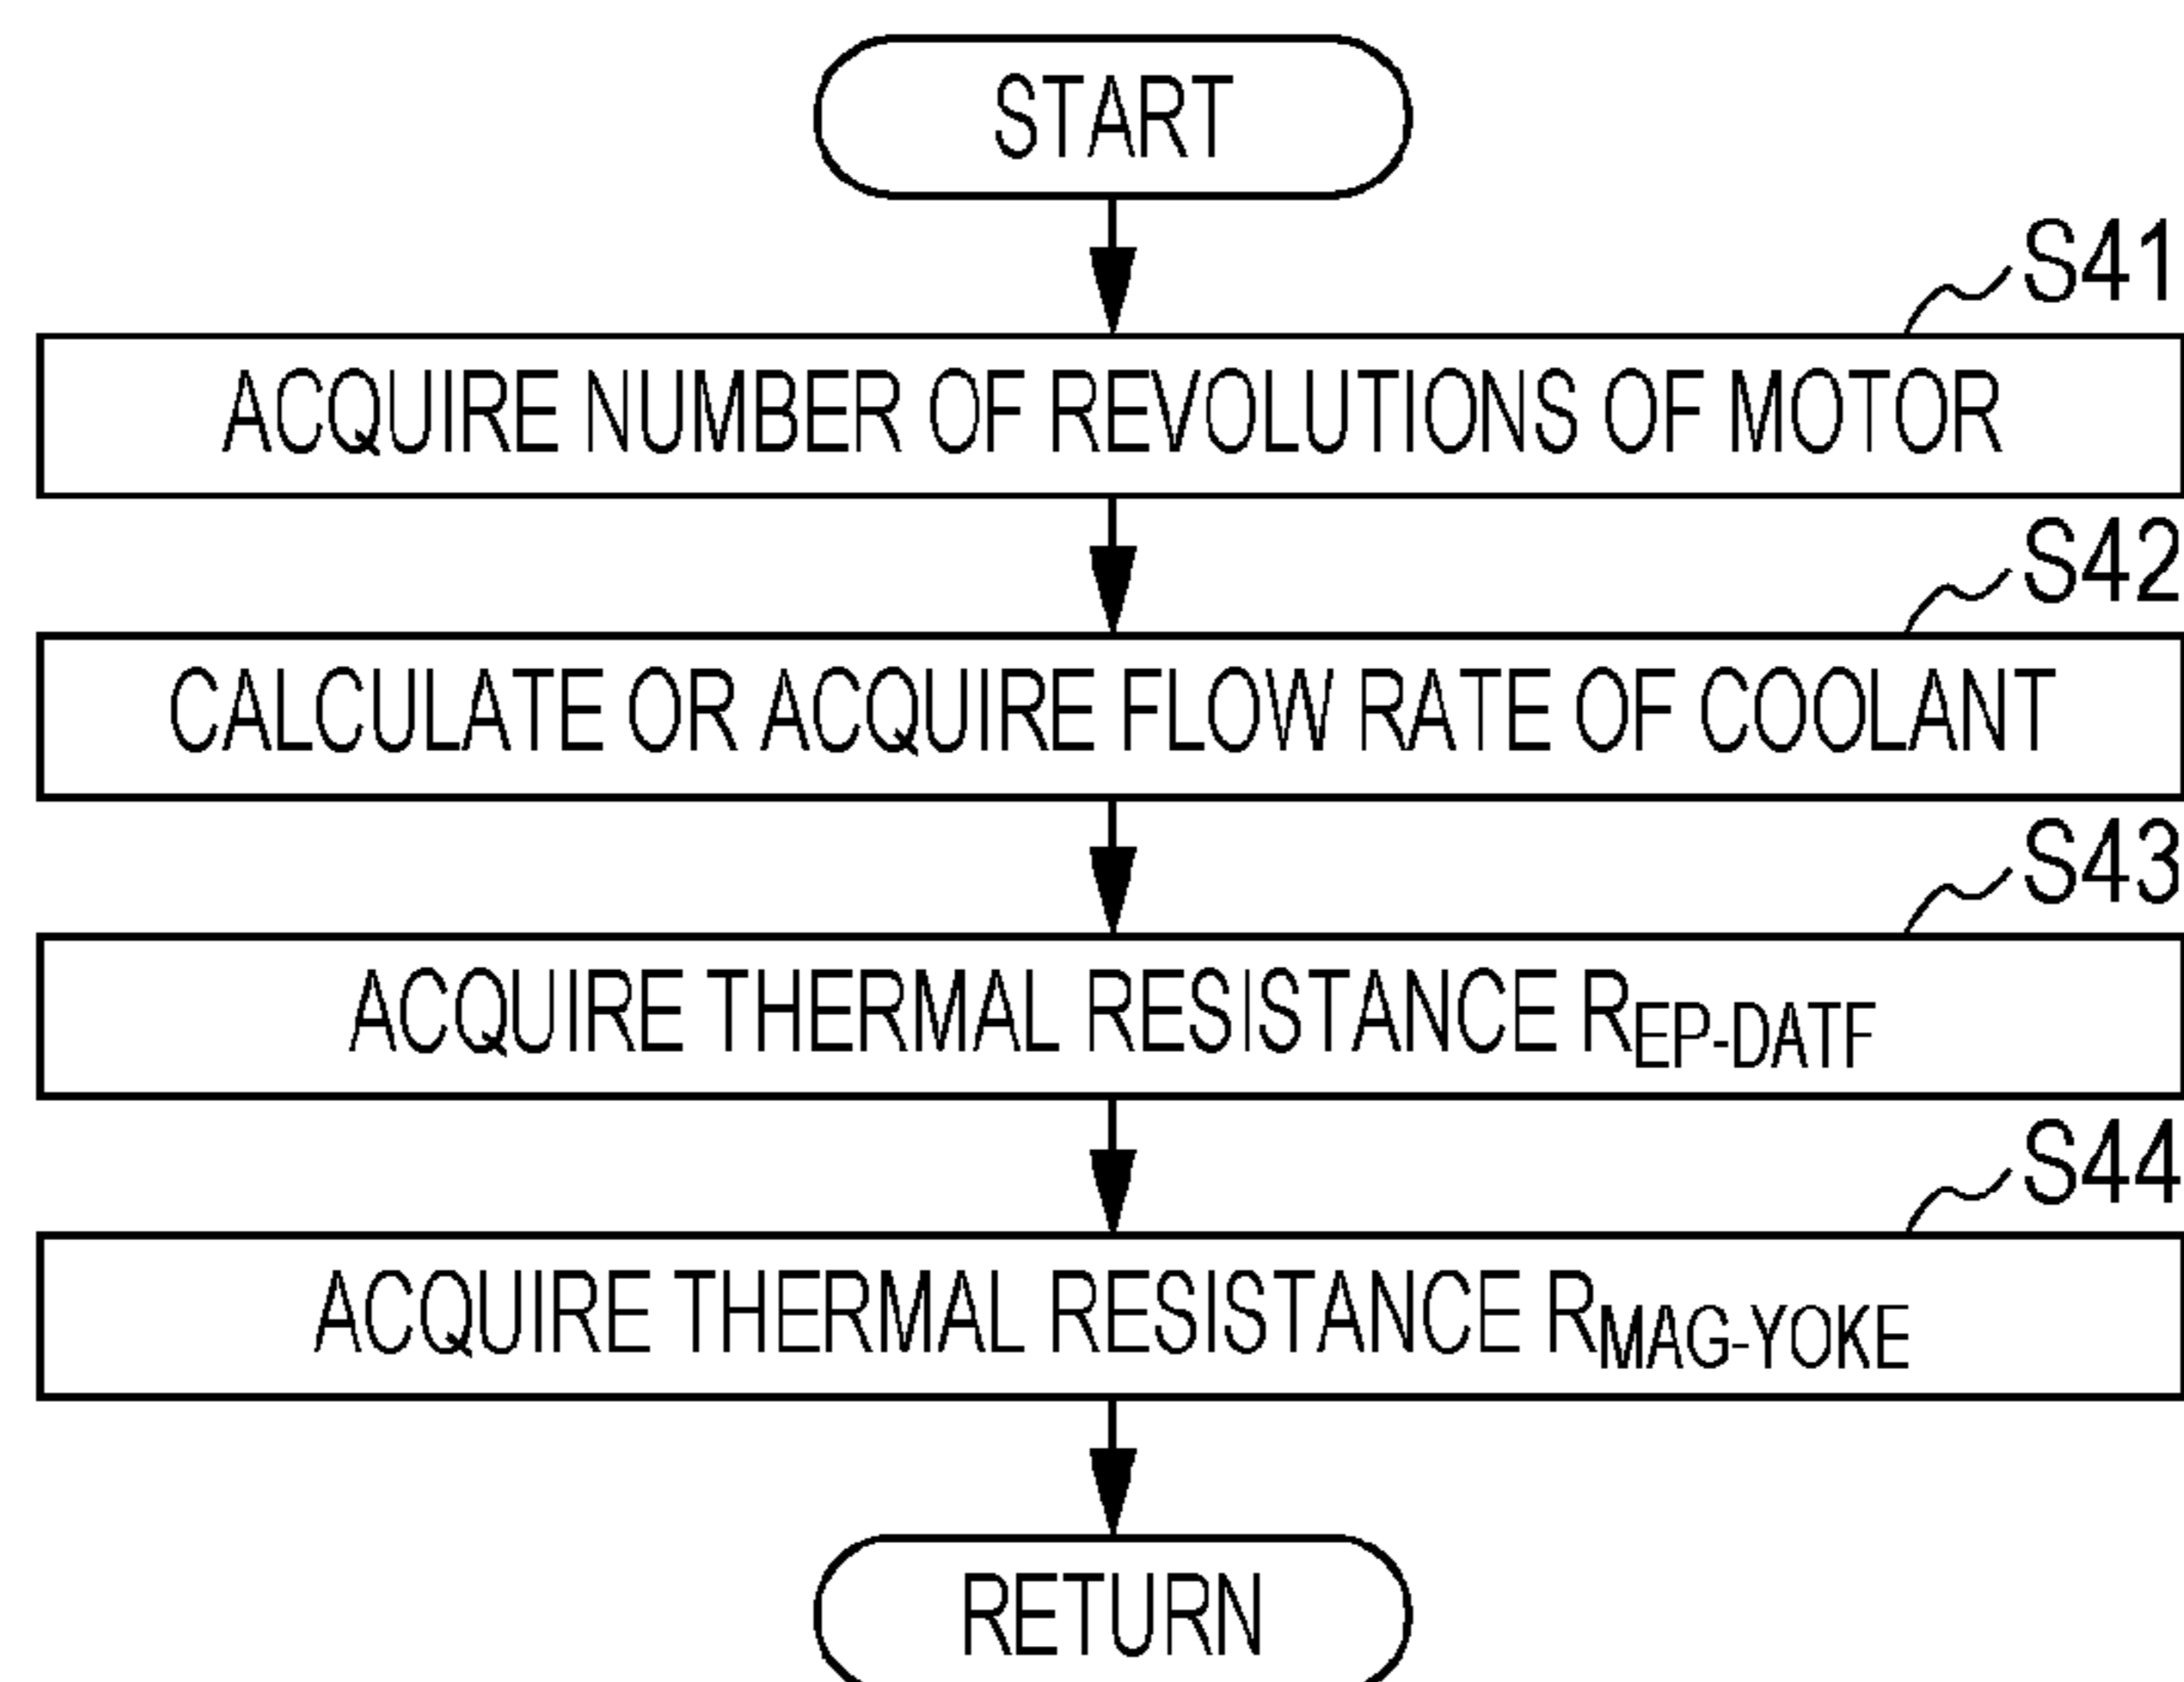 START
S41
ACQUIRE NUMBER OF REVOLUTIONS OF MOTOR
S42
CALCULATE OR ACQUIRE FLOW RATE OF COOLANT
S43
ACQUIRE THERMAL RESISTANCE REP-DATF
S44
ACQUIRE THERMAL RESISTANCE RMAG-YOKE
RETURN